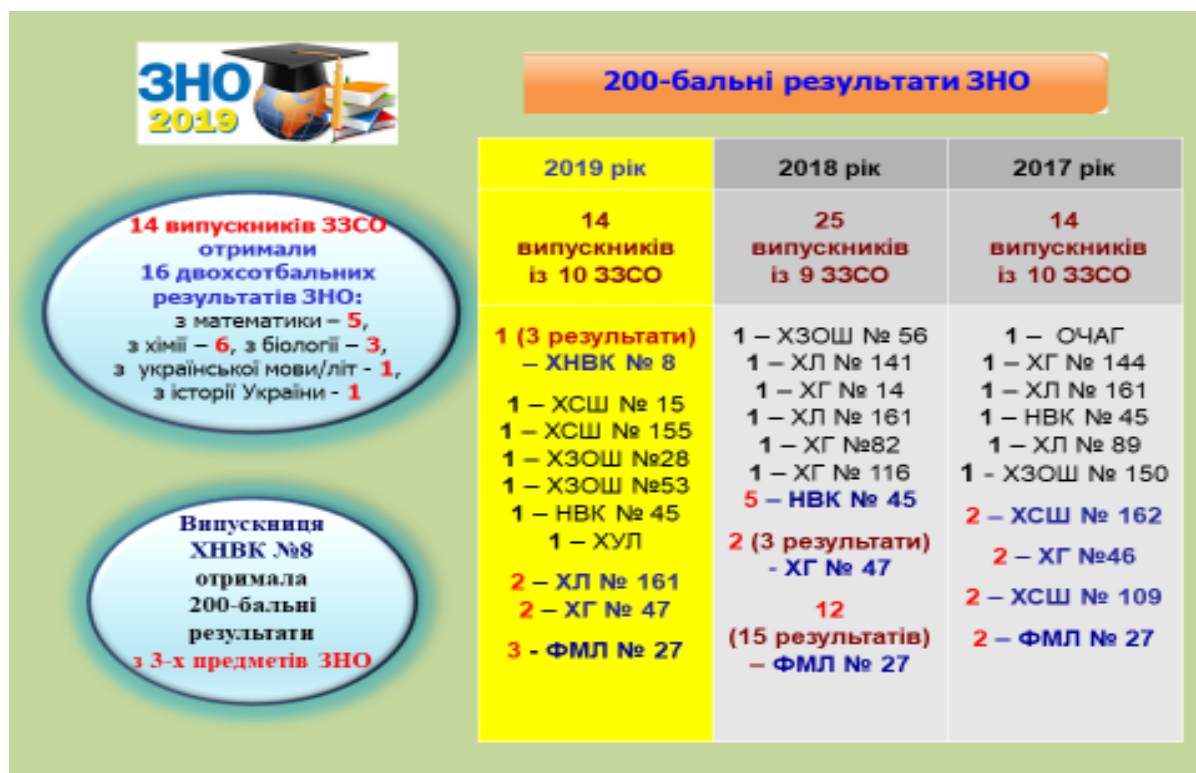 ЗНО
2019
200-бальні результати ЗНО
14 випускників ЗЗСО
отримали
16 двохсотбальних
результатів ЗНО:
з математики – 5,
з хімії – 6, з біології – 3,
з української мови/літ - 1,
з історії України - 1
Випускниця
ХНВК №8
отримала
200-бальні
результати
з 3-х предметів ЗНО
2019 рік
14
випускників
із 10 ЗЗСО
1 (3 результати)
– ХНВК № 8
1 – ХСШ № 15
1 – ХСШ № 155
1 – ХЗОШ №28
1 – ХЗОШ №53
1 – НВК № 45
1 – ХУЛ
2 – ХЛ № 161
2 – ХГ № 47
3 - ФМЛ № 27
2018 рік
25
випускників
із 9 ЗЗСО
1 – ХЗОШ № 56
1 – ХЛ № 141
1 – ХГ № 14
1 – ХЛ № 161
1 – ХГ №82
1 – ХГ № 116
5 – НВК № 45
2 (3 результати)
- ХГ № 47
12
(15 результатів)
– ФМЛ № 27
2017 рік
14
випускників
із 10 ЗЗСО
1 – ОЧАГ
1 – ХГ № 144
1 – ХЛ № 161
1 – НВК № 45
1 – ХЛ № 89
1 - ХЗОШ № 150
2 – ХСШ № 162
2 – ХГ №46
2 – ХСШ № 109
2 – ФМЛ № 27